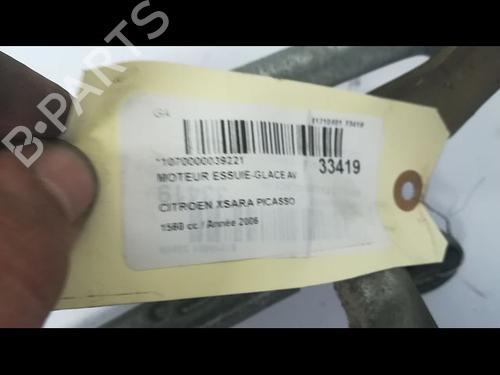 B-PARTS
GA
*1070000039221
33419
MOTEUR ESSUIE-GLACE AV
CITROEN XSARA PICASSO
1560 cc / Année 2006